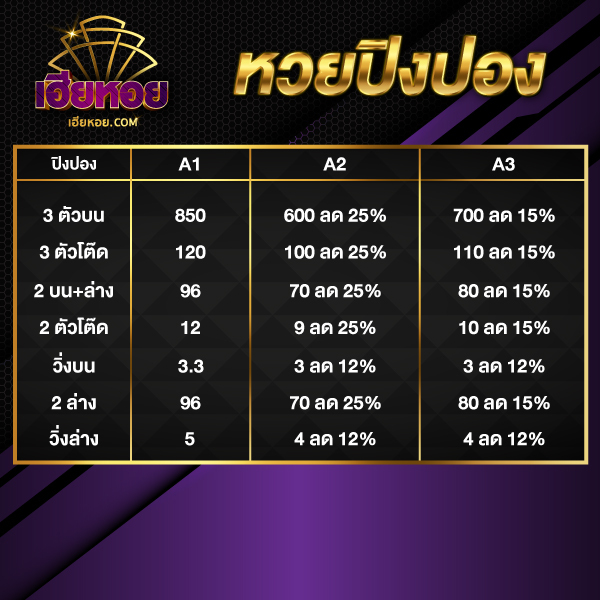 เฮียหอย
เฮียหอย.COM
หวยปิงปอง
ปิงปอง A1 A2 A3
3 ตัวบน 850 600 ลด 25% 700 ลด 15%
3 ตัวโต๊ด 120 100 ลด 25% 110 ลด 15%
2 บน+ล่าง 96 70 ลด 25% 80 ลด 15%
2 ตัวโต๊ด 12 9 ลด 25% 10 ลด 15%
วิ่งบน 3.3 3 ลด 12% 3 ลด 12%
2 ล่าง 96 70 ลด 25% 80 ลด 15%
วิ่งล่าง 5 4 ลด 12% 4 ลด 12%